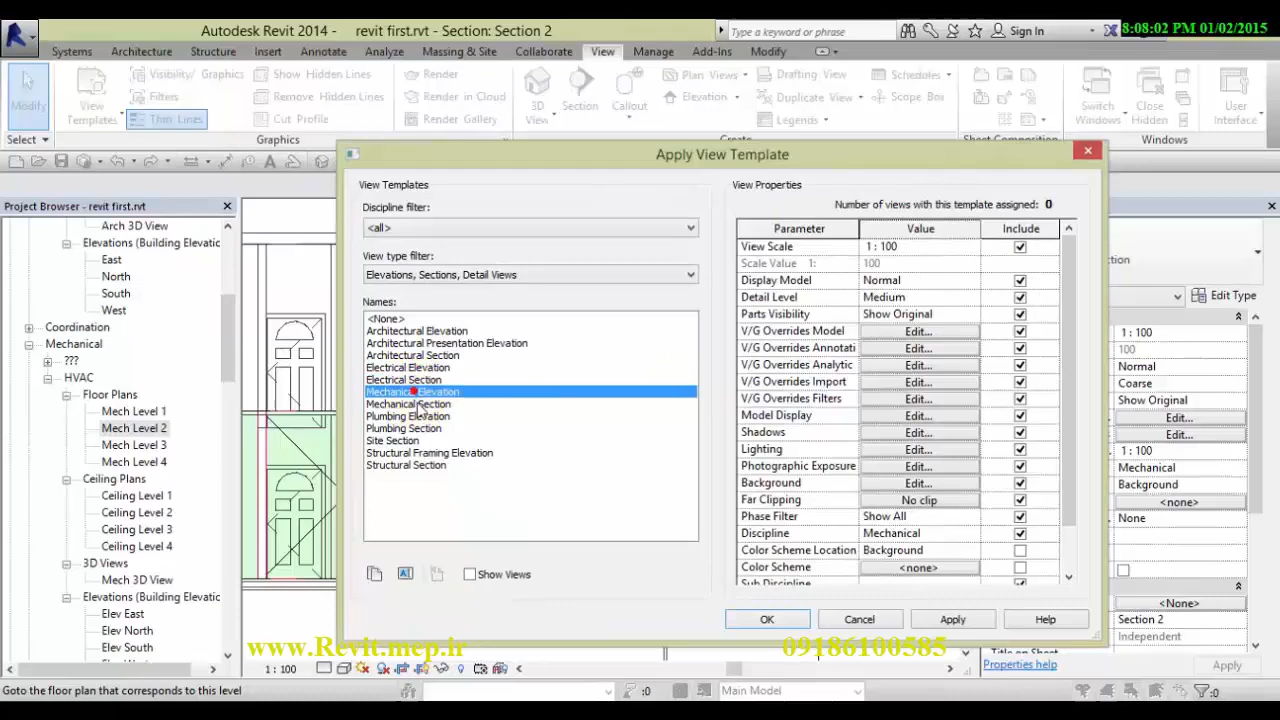 Autodesk Revit 2014 - revit first.rvt - Section: Section 2
Type a keyword or phrase
Sign In
8:08:02 PM 01/02/2015
Systems Architecture Structure Insert Annotate Analyze Massing & Site Collaborate View Manage Add-Ins Modify
Modify
View Templates
Visibility/ Graphics
Filters
Thin Lines
Show Hidden Lines
Remove Hidden Lines
Cut Profile
Render
Render in Cloud
Render Gallery
3D View
Section
Callout
Plan Views
Elevation
Drafting View
Duplicate View
Legends
Schedules
Scope Box
Switch Windows
Close Hidden
User Interface
Select
Graphics
Create
Sheet Composition
Windows
Project Browser - revit first.rvt
Arch 3D View
Elevations (Building Elevatic
East
North
South
West
Coordination
Mechanical
???
HVAC
Floor Plans
Mech Level 1
Mech Level 2
Mech Level 3
Mech Level 4
Ceiling Plans
Ceiling Level 1
Ceiling Level 2
Ceiling Level 3
Ceiling Level 4
3D Views
Mech 3D View
Elevations (Building Elevatic
Elev East
Elev North
Elev South
Apply View Template
View Templates
Discipline filter:
<all>
View type filter:
Elevations, Sections, Detail Views
Names:
<None>
Architectural Elevation
Architectural Presentation Elevation
Architectural Section
Electrical Elevation
Electrical Section
Mechanical Elevation
Mechanical Section
Plumbing Elevation
Plumbing Section
Site Section
Structural Framing Elevation
Structural Section
Show Views
View Properties
Number of views with this template assigned: 0
Parameter Value Include
View Scale 1 : 100
Scale Value 1: 100
Display Model Normal
Detail Level Medium
Parts Visibility Show Original
V/G Overrides Model Edit...
V/G Overrides Annotati Edit...
V/G Overrides Analytic Edit...
V/G Overrides Import Edit...
V/G Overrides Filters Edit...
Model Display Edit...
Shadows Edit...
Lighting Edit...
Photographic Exposure Edit...
Background Edit...
Far Clipping No clip
Phase Filter Show All
Discipline Mechanical
Color Scheme Location Background
Color Scheme <none>
Sub Discipline
OK Cancel Apply Help
ction
Edit Type
1 : 100
100
Normal
Coarse
Show Original
Edit...
Edit...
1 : 100
Mechanical
Background
<none>
None
<None>
Section 2
Independent
Title on Sheet
Properties help
Apply
www.Revit.mep.ir
09186100585
1 : 100
Goto the floor plan that corresponds to this level
:0
Main Model
:0